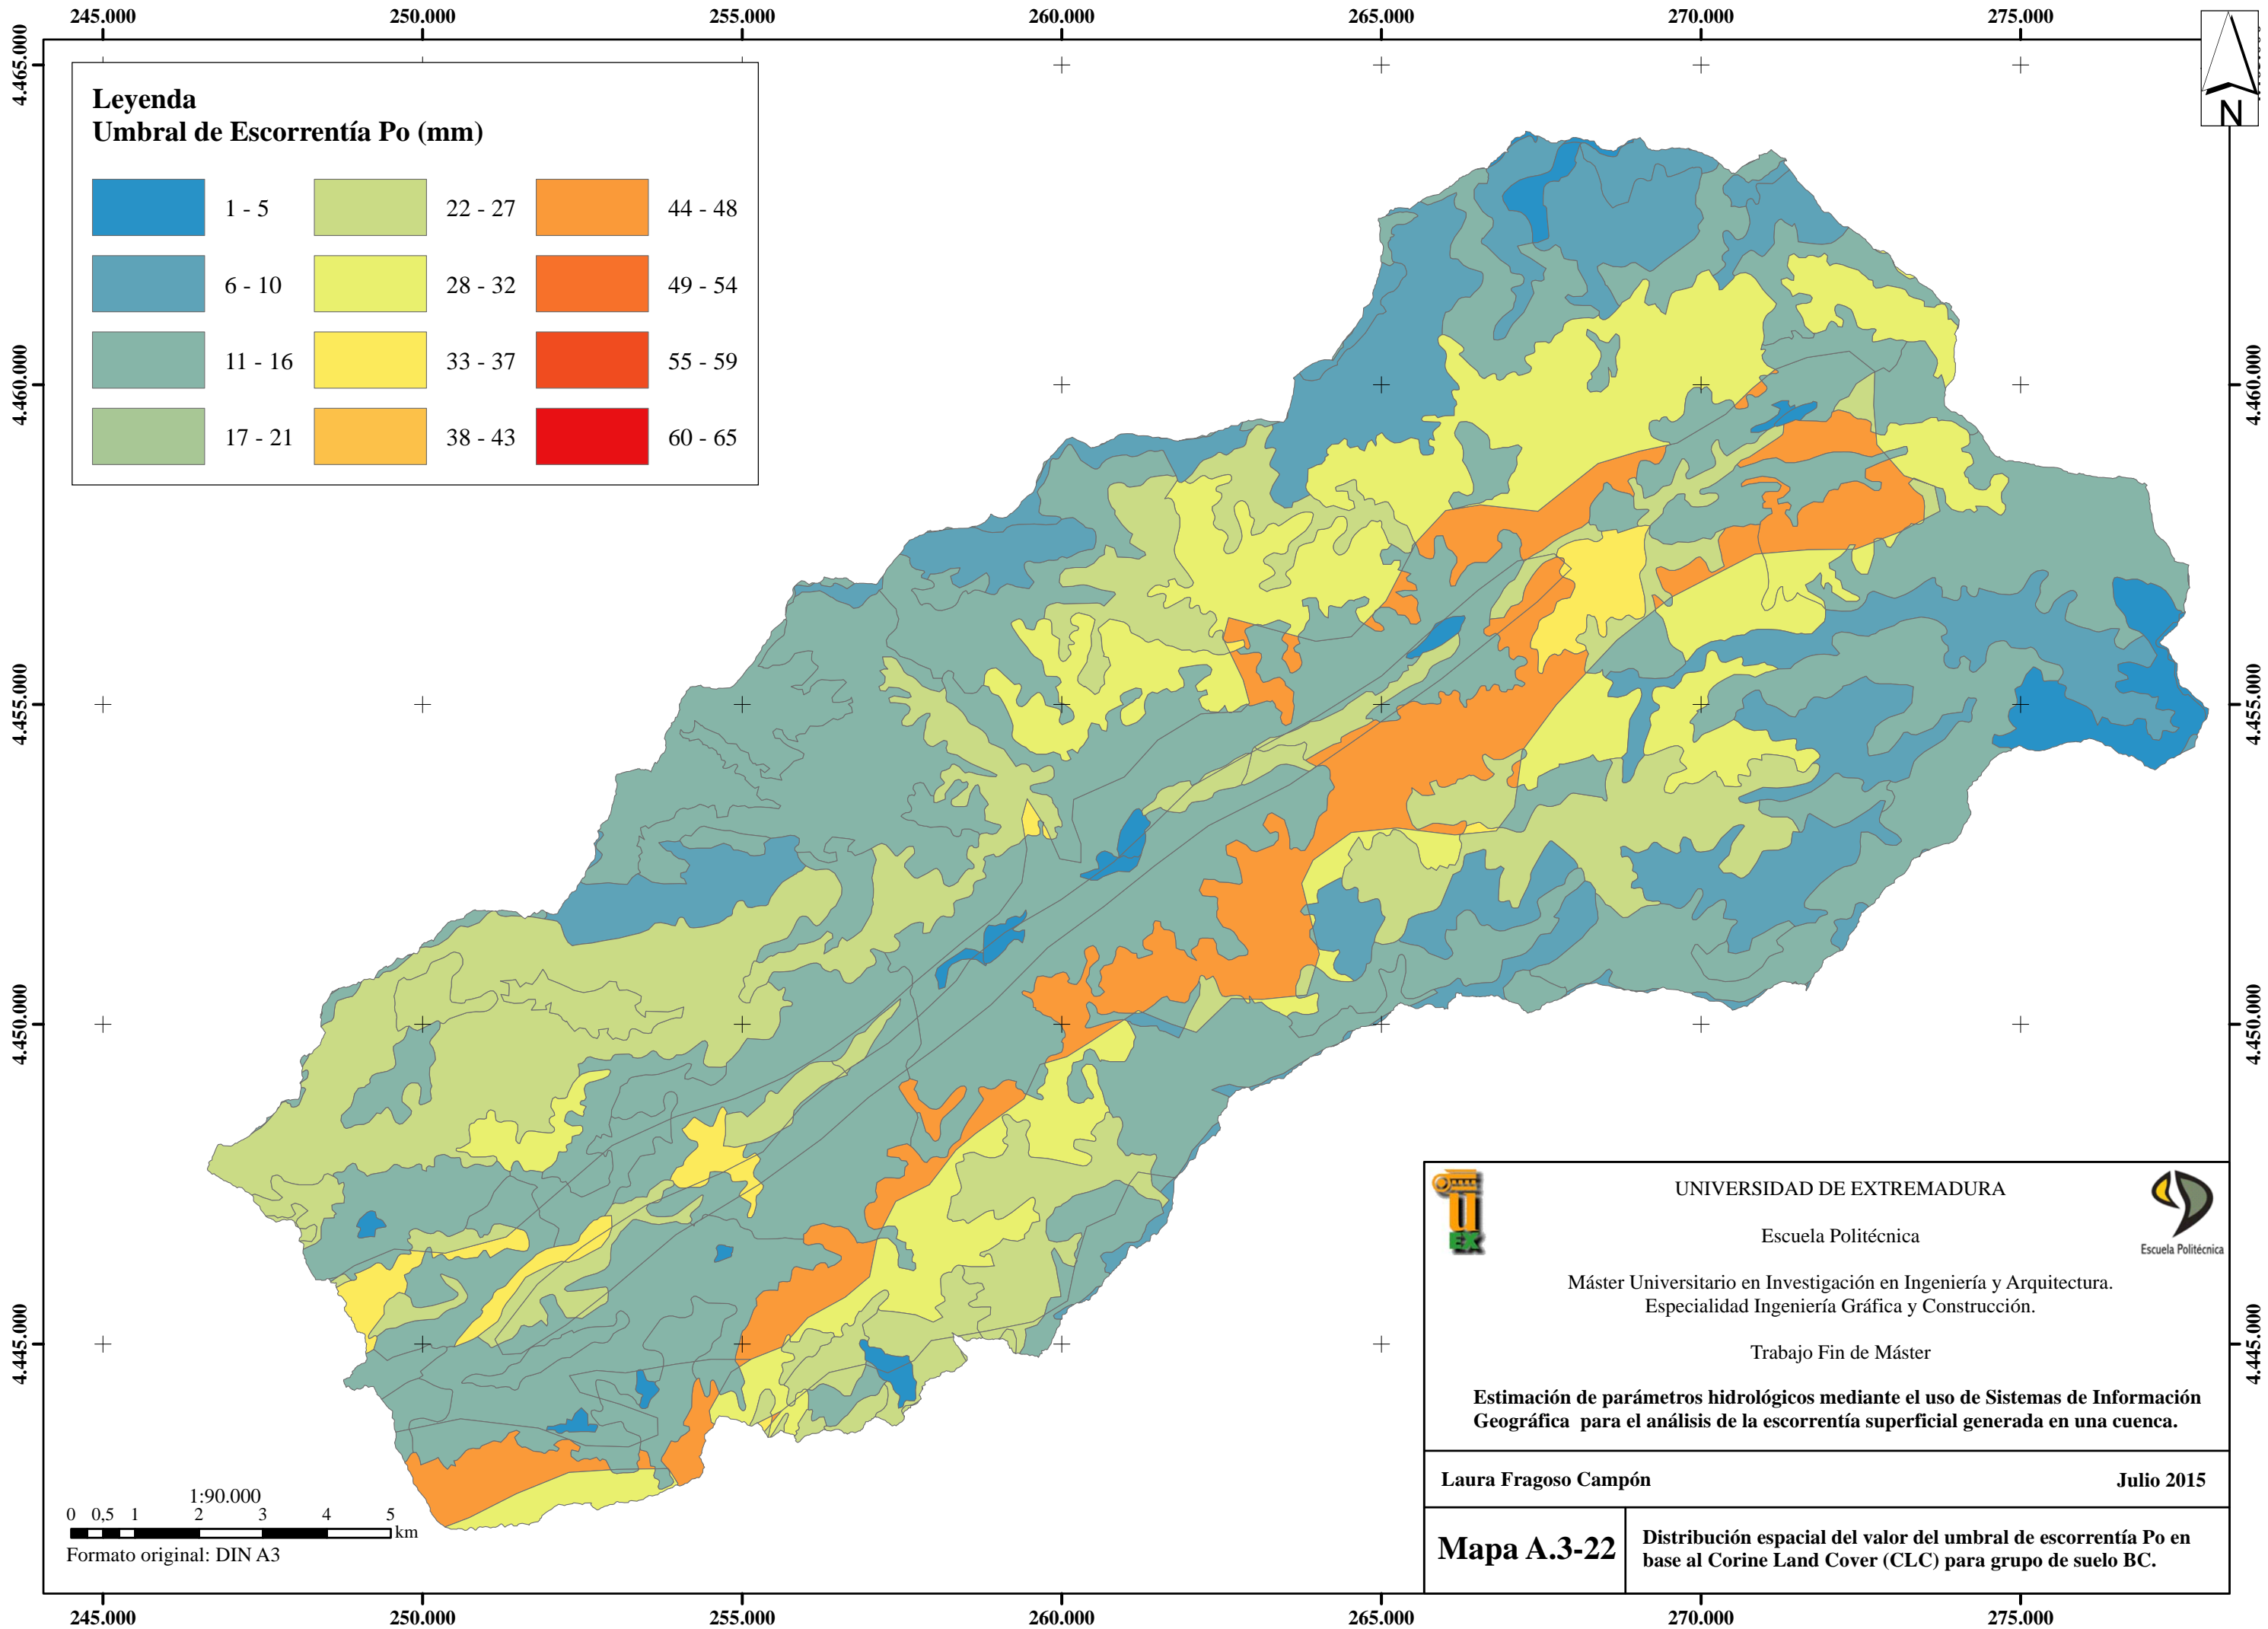 245.000 250.000 255.000 260.000 265.000 270.000 275.000
4.465.000
4.460.000
4.455.000
4.450.000
4.445.000
Leyenda
Umbral de Escorrentía Po (mm)
1 - 5 22 - 27 44 - 48
6 - 10 28 - 32 49 - 54
11 - 16 33 - 37 55 - 59
17 - 21 38 - 43 60 - 65
N
4.460.000
4.455.000
4.450.000
4.445.000
1:90.000
0 0,5 1 2 3 4 5
km
Formato original: DIN A3
UEX
UNIVERSIDAD DE EXTREMADURA
Escuela Politécnica
Escuela Politécnica
Máster Universitario en Investigación en Ingeniería y Arquitectura.
Especialidad Ingeniería Gráfica y Construcción.
Trabajo Fin de Máster
Estimación de parámetros hidrológicos mediante el uso de Sistemas de Información
Geográfica para el análisis de la escorrentía superficial generada en una cuenca.
Laura Fragoso Campón Julio 2015
Mapa A.3-22
Distribución espacial del valor del umbral de escorrentía Po en
base al Corine Land Cover (CLC) para grupo de suelo BC.
245.000 250.000 255.000 260.000 265.000 270.000 275.000